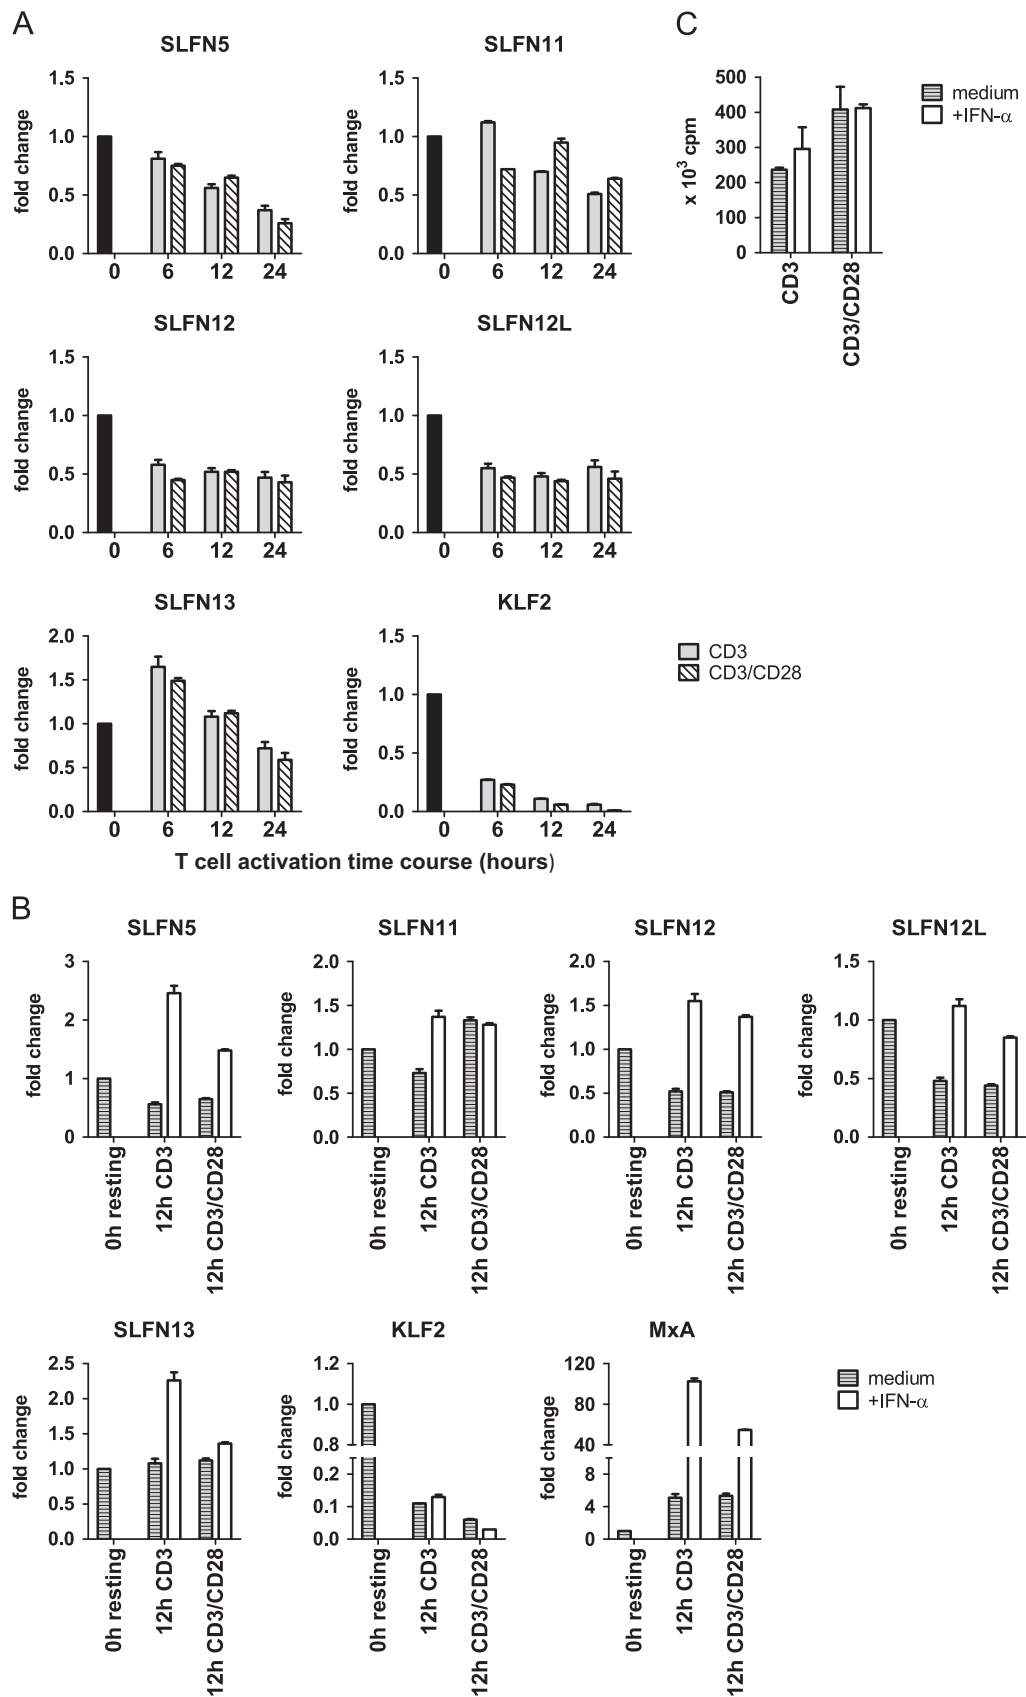 A
SLFN5
fold change
1.5
1.0
0.5
0.0
0 6 12 24
SLFN11
fold change
1.5
1.0
0.5
0.0
0 6 12 24
C
x 10³ cpm
500
400
300
200
100
0
CD3
CD3/CD28
medium
+IFN-α
SLFN12
fold change
1.5
1.0
0.5
0.0
0 6 12 24
SLFN12L
fold change
1.5
1.0
0.5
0.0
0 6 12 24
SLFN13
fold change
2.0
1.5
1.0
0.5
0.0
0 6 12 24
KLF2
fold change
1.5
1.0
0.5
0.0
0 6 12 24
CD3
CD3/CD28
T cell activation time course (hours)
B
SLFN5
fold change
3
2
1
0
0h resting
12h CD3
12h CD3/CD28
SLFN11
fold change
2.0
1.5
1.0
0.5
0.0
0h resting
12h CD3
12h CD3/CD28
SLFN12
fold change
2.0
1.5
1.0
0.5
0.0
0h resting
12h CD3
12h CD3/CD28
SLFN12L
fold change
1.5
1.0
0.5
0.0
0h resting
12h CD3
12h CD3/CD28
SLFN13
fold change
2.5
2.0
1.5
1.0
0.5
0.0
0h resting
12h CD3
12h CD3/CD28
KLF2
fold change
1.2
1.0
0.8
0.2
0.1
0.0
0h resting
12h CD3
12h CD3/CD28
MxA
fold change
120
80
40
8
4
0
0h resting
12h CD3
12h CD3/CD28
medium
+IFN-α